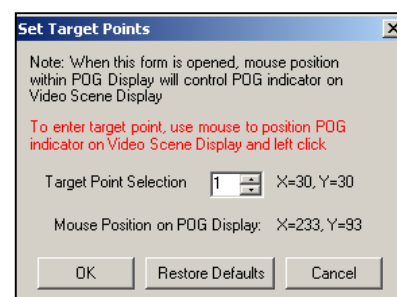 Set Target Points
Note: When this form is opened, mouse position
within POG Display will control POG indicator on
Video Scene Display
To enter target point, use mouse to position POG
indicator on Video Scene Display and left click
Target Point Selection 1 X=30, Y=30
Mouse Position on POG Display: X=233, Y=93
OK Restore Defaults Cancel